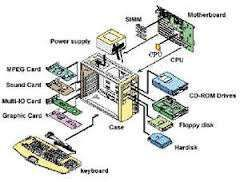 SIMM
Motherboard
Power supply
CPU
CPU
MPEG Card
Sound Card
Multi-IO Card
Graphic Card
CD-ROM Drives
Floppy disk
Case
Hardisk
keyboard